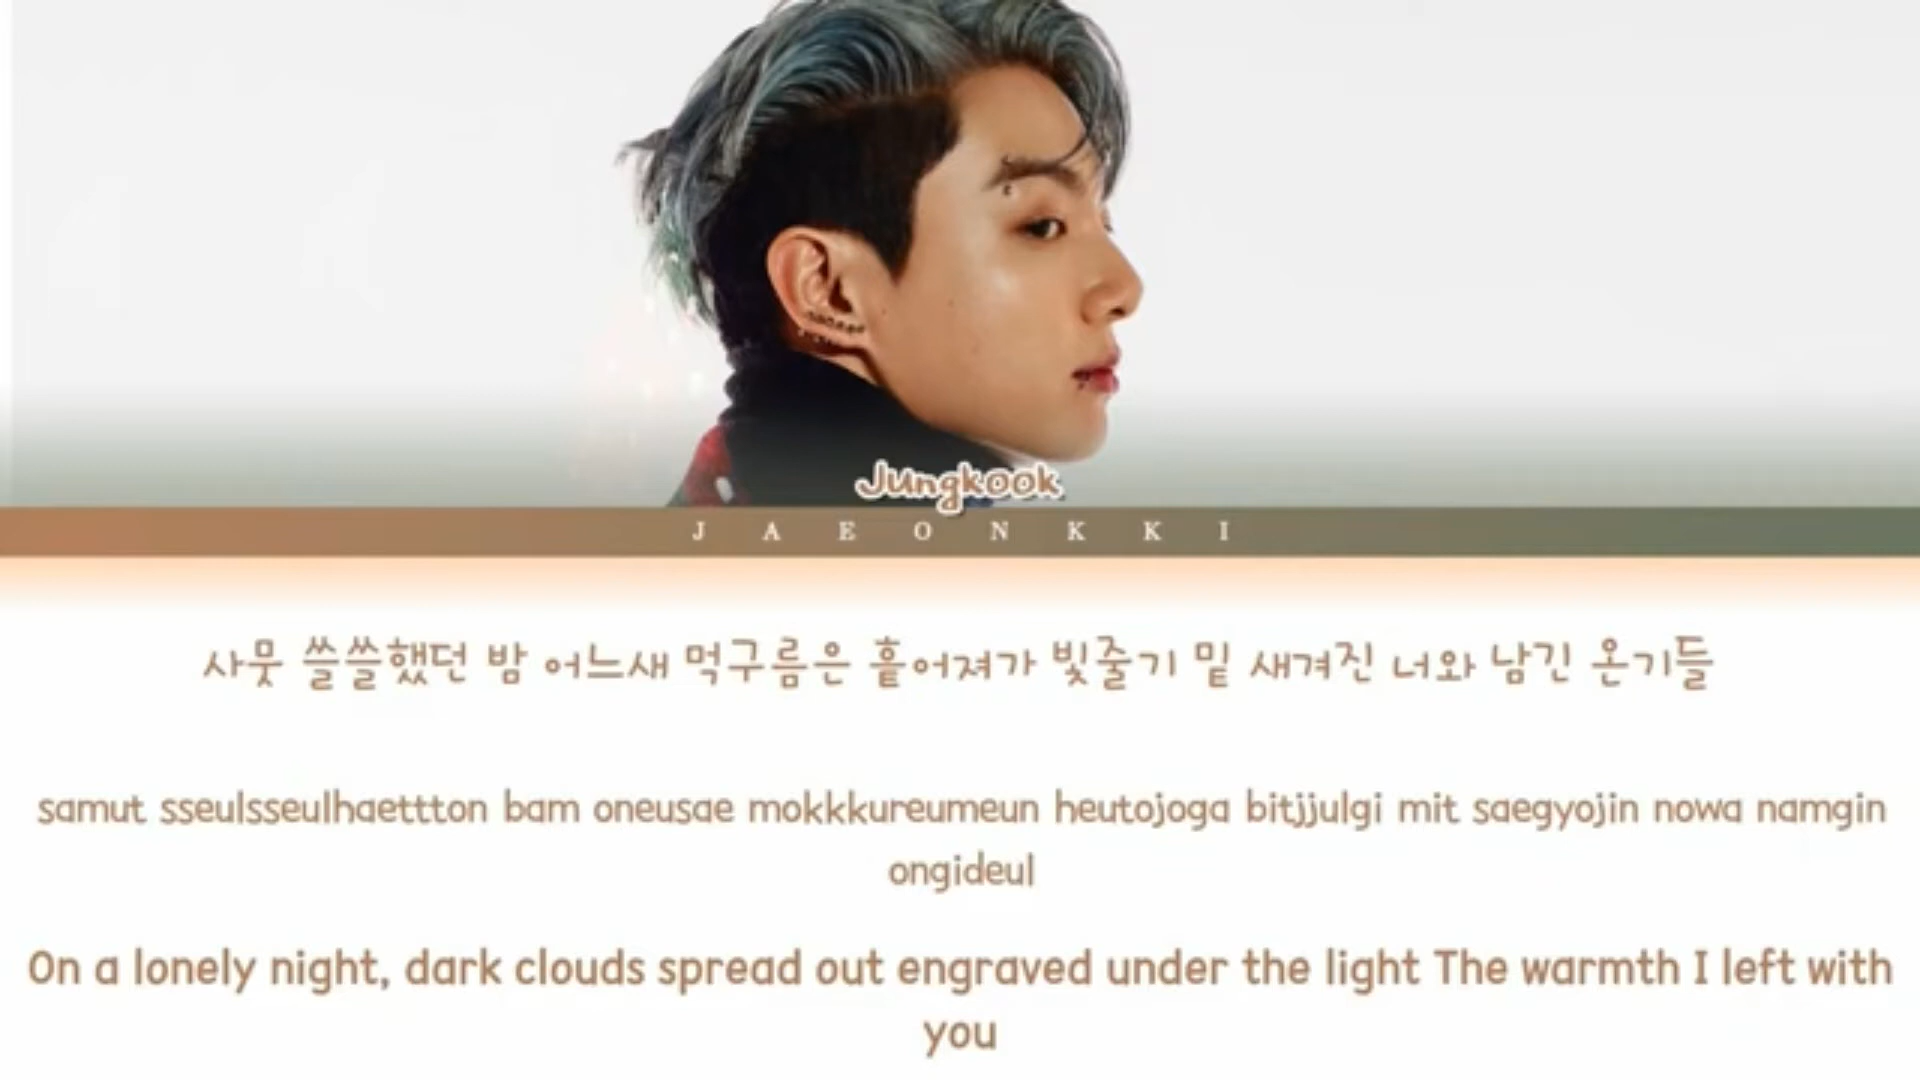 Jungkook
JAEONKKI
사뭇 쓸쓸했던 밤 어느새 먹구름은 흩어져가 빛줄기 밑 새겨진 너와 남긴 온기들
samut sseulsseulhaettton bam oneusae mokkkureumeun heutojoga bitjjulgi mit saegyojin nowa namgin
ongideul
On a lonely night, dark clouds spread out engraved under the light The warmth I left with
you